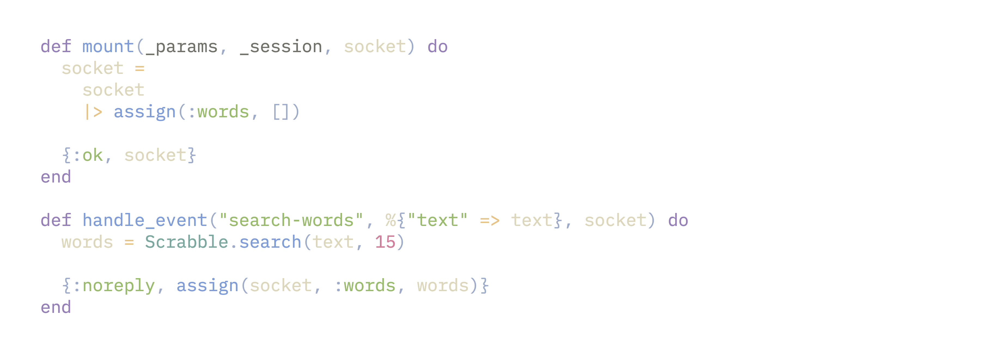 def mount(_params, _session, socket) do
  socket =
    socket
    |> assign(:words, [])

  {:ok, socket}
end

def handle_event("search-words", %{"text" => text}, socket) do
  words = Scrabble.search(text, 15)

  {:noreply, assign(socket, :words, words)}
end